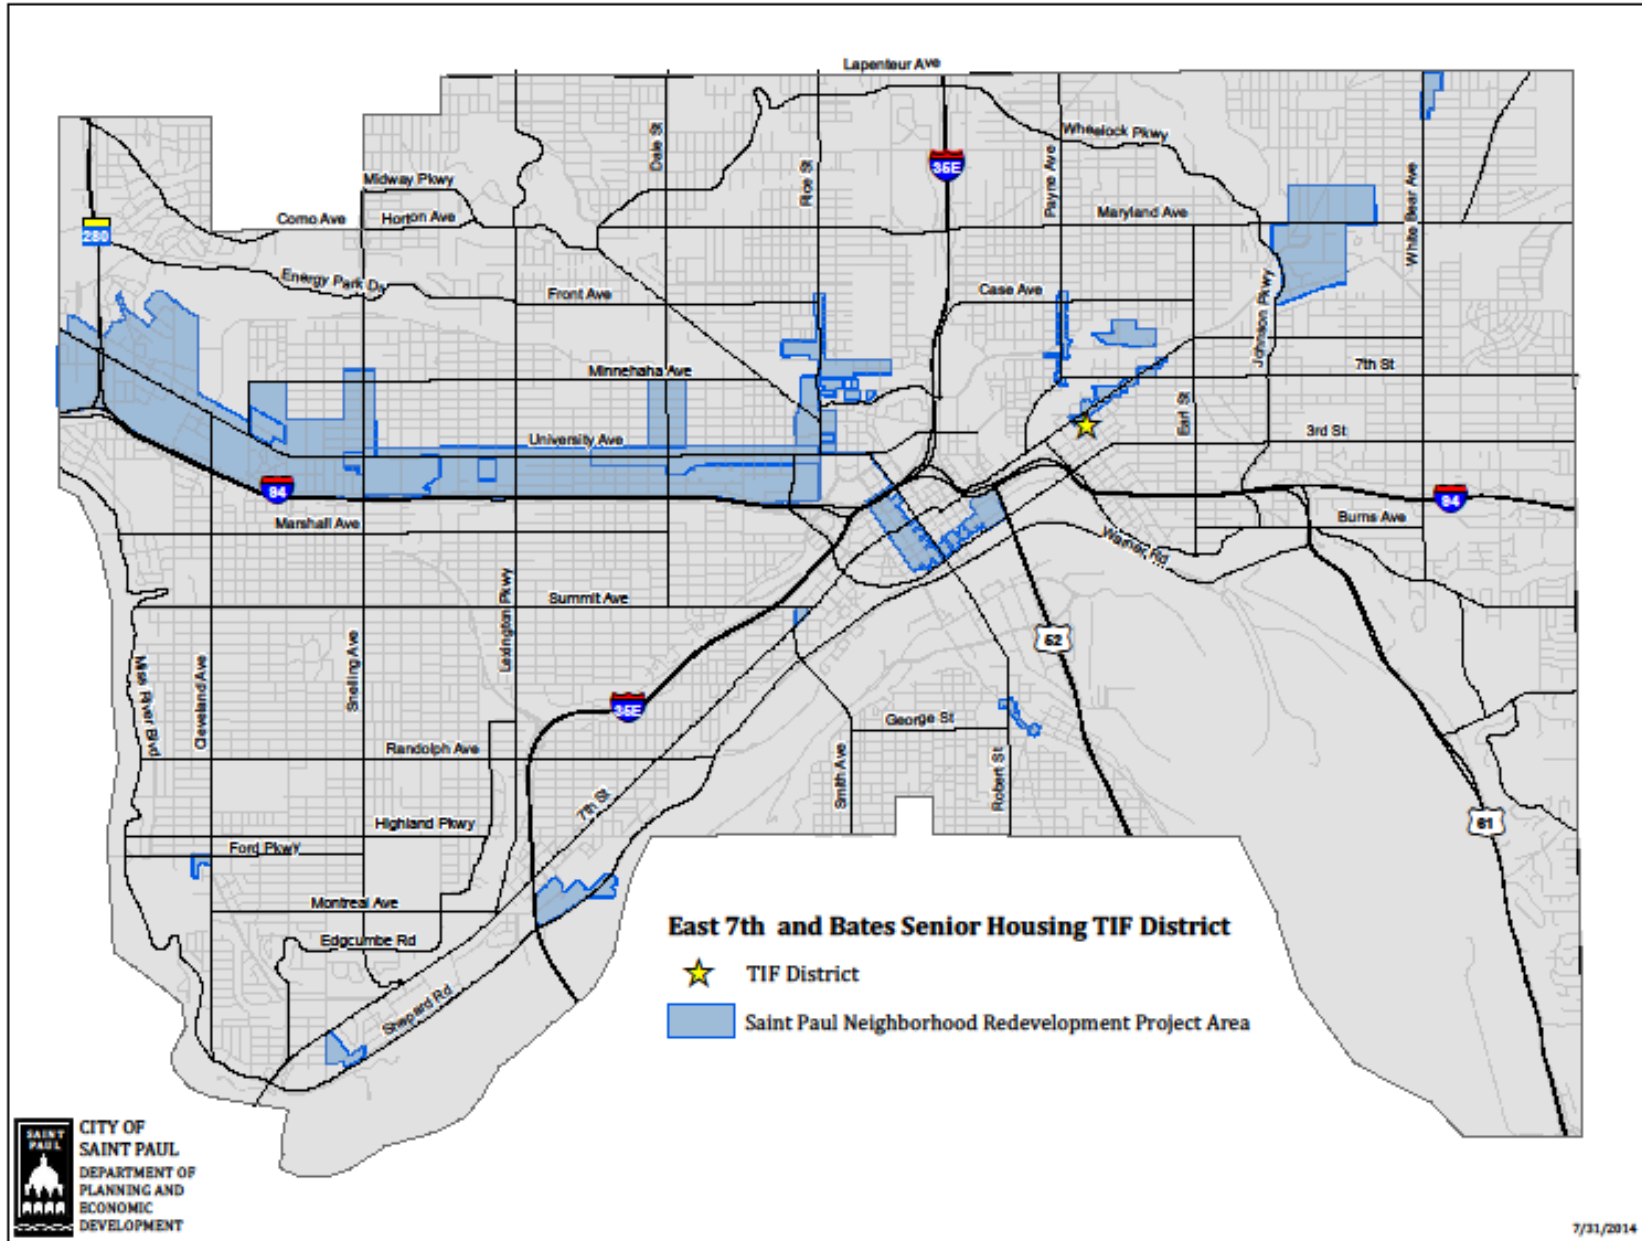 Lapenteur Ave
Wheelock Pkwy
Dale St
Rice St
35E
Payne Ave
White Bear Ave
Midway Pkwy
Como Ave
Horton Ave
Maryland Ave
280
Energy Park Dr
Front Ave
Case Ave
Johnson Pkwy
Minnehaha Ave
7th St
Earl St
University Ave
3rd St
94
94
Marshall Ave
Burns Ave
Warner Rd
Lexington Pkwy
Summit Ave
52
Miss River Blvd
Cleveland Ave
Snelling Ave
35E
George St
Randolph Ave
Smith Ave
Robert St
7th St
Highland Pkwy
61
Ford Pkwy
Montreal Ave
Edgcumbe Rd
Shepard Rd
East 7th and Bates Senior Housing TIF District
TIF District
Saint Paul Neighborhood Redevelopment Project Area
SAINT
PAUL
CITY OF
SAINT PAUL
DEPARTMENT OF
PLANNING AND
ECONOMIC
DEVELOPMENT
7/31/2014